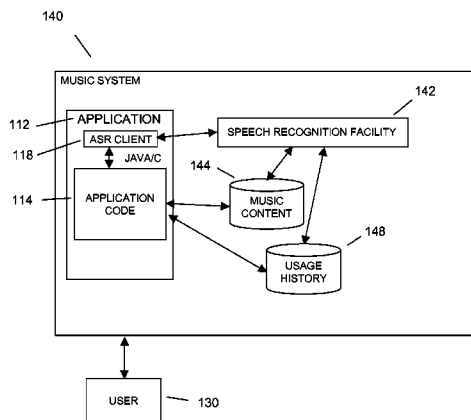 140
MUSIC SYSTEM
142
112
APPLICATION
118
ASR CLIENT
SPEECH RECOGNITION FACILITY
JAVA/C
144
114
APPLICATION
CODE
MUSIC
CONTENT
148
USAGE
HISTORY
USER
130